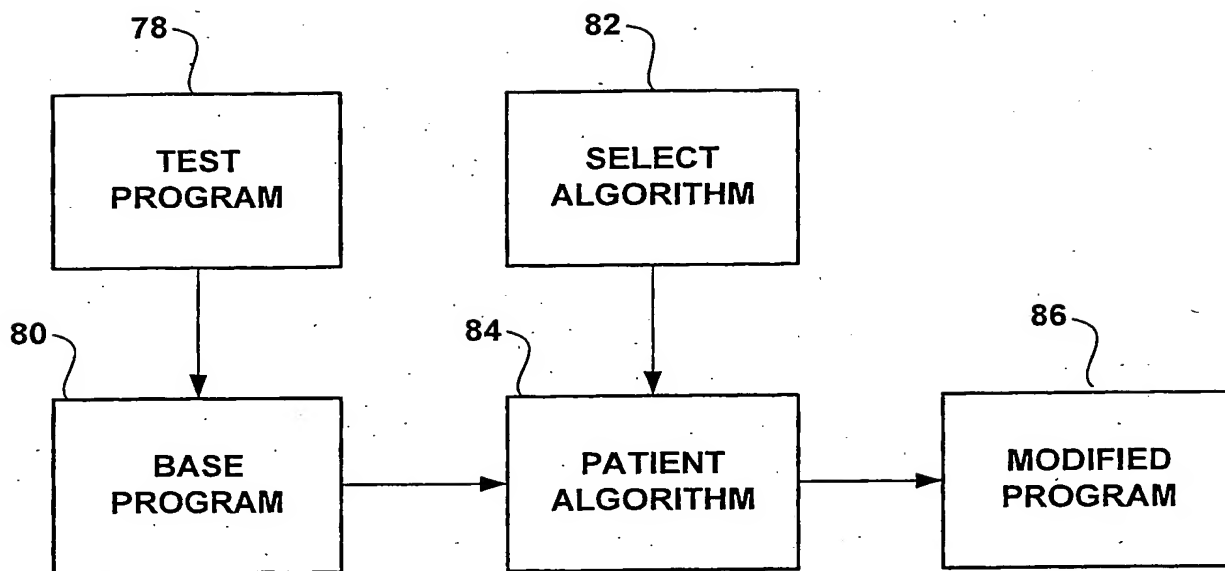 78
82
TEST
PROGRAM
SELECT
ALGORITHM
80
84
86
BASE
PROGRAM
PATIENT
ALGORITHM
MODIFIED
PROGRAM